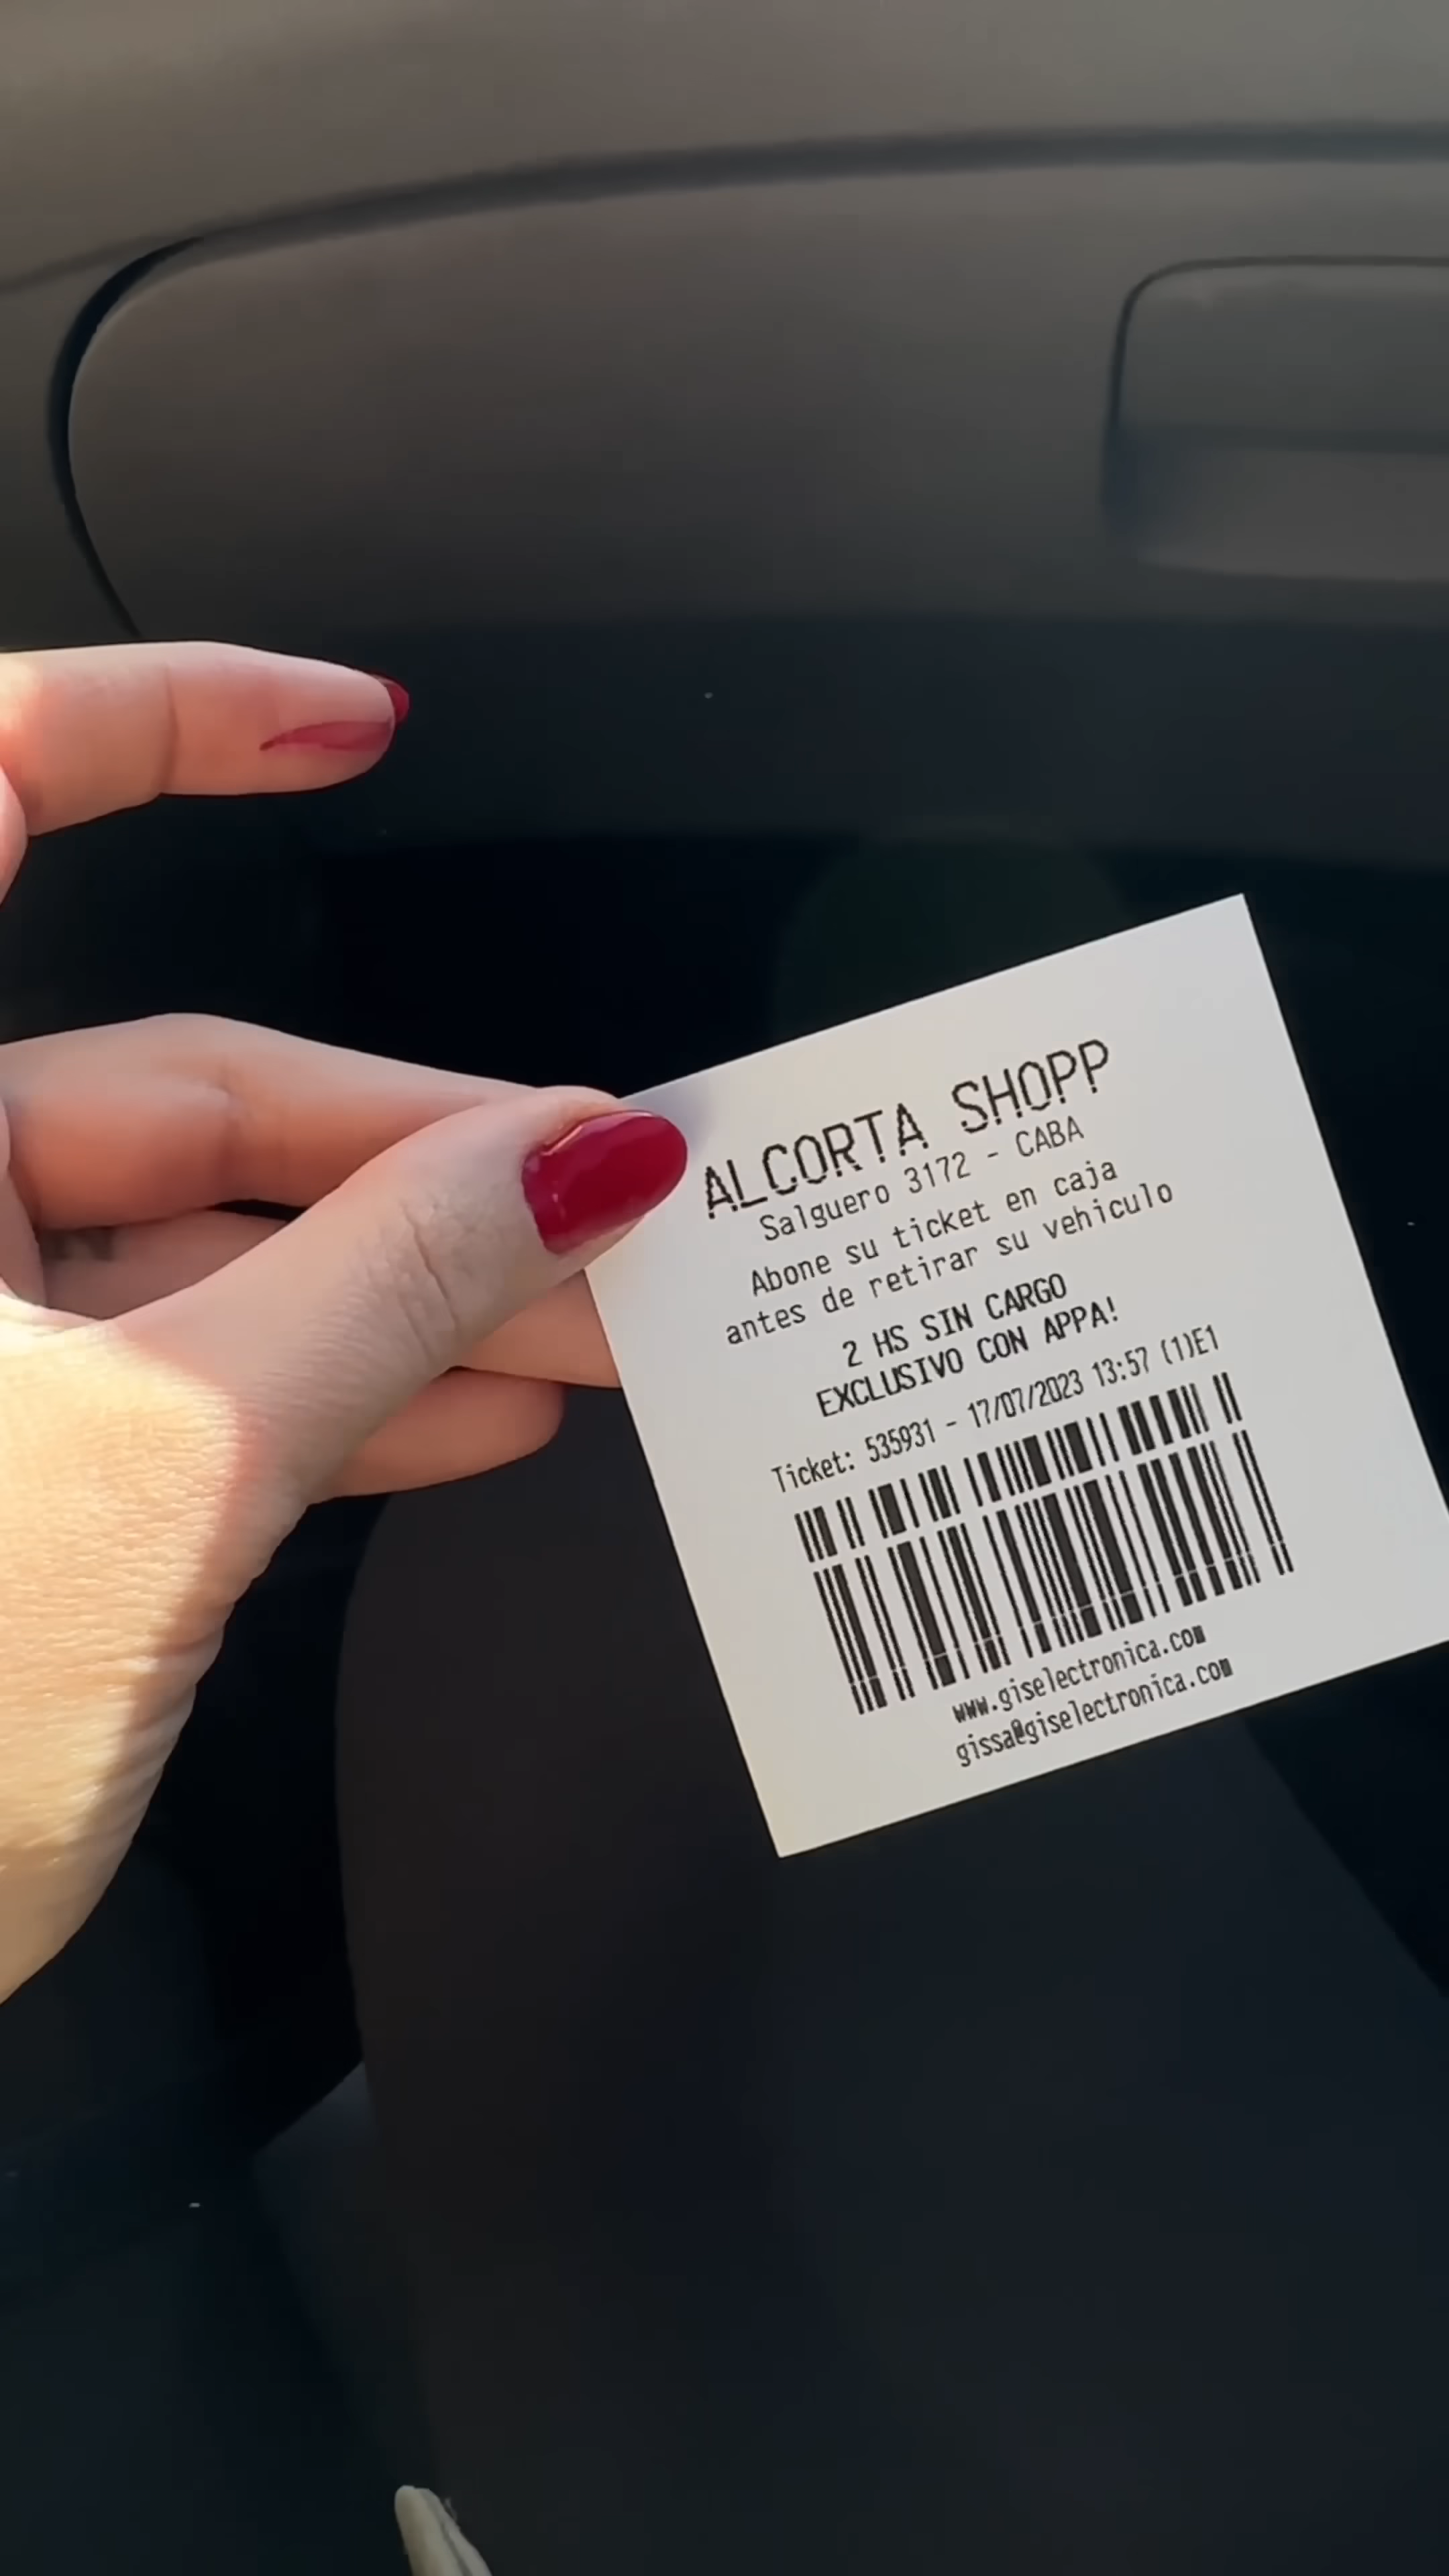 ALCORTA SHOPP
Salguero 3172 - CABA
Abone su ticket en caja
antes de retirar su vehiculo
2 HS SIN CARGO
EXCLUSIVO CON APPA!
Ticket: 535931 - 17/07/2023 13:57 (1)E1
www.giselectronica.com
gissa@giselectronica.com